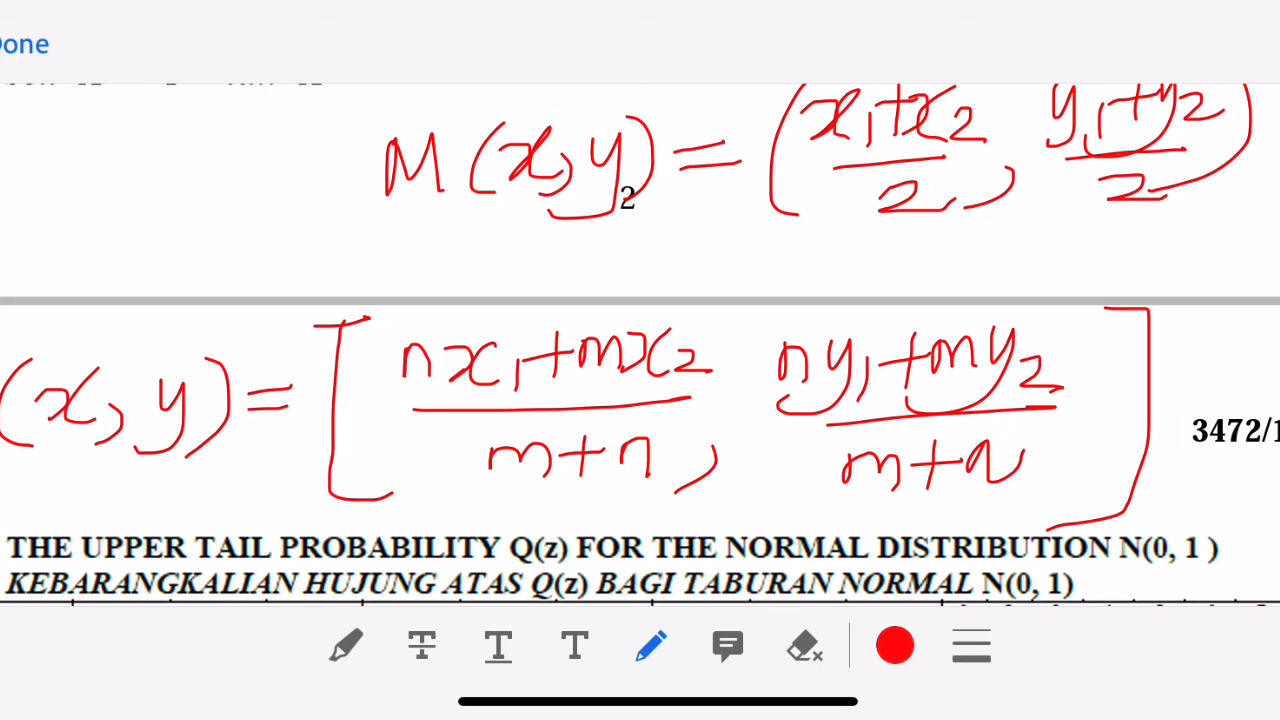 Done
M(x,y) = (x₁+x₂/2, y₁+y₂/2)
2
(x,y) = [nx₁+mx₂/m+n, ny₁+my₂/m+n]
3472/1
THE UPPER TAIL PROBABILITY Q(z) FOR THE NORMAL DISTRIBUTION N(0, 1 )
KEBARANGKALIAN HUJUNG ATAS Q(z) BAGI TABURAN NORMAL N(0, 1)
T T T